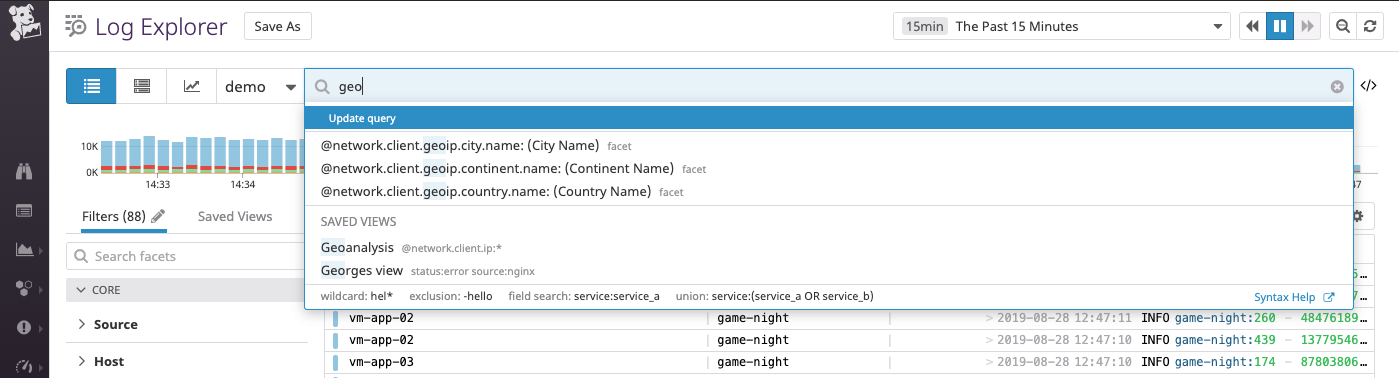 Log Explorer Save As 15min The Past 15 Minutes
demo geo </>
Update query
10K
0K
14:33 14:34
@network.client.geoip.city.name: (City Name) facet
@network.client.geoip.continent.name: (Continent Name) facet
@network.client.geoip.country.name: (Country Name) facet
Filters (88) Saved Views
SAVED VIEWS
Search facets
Geoanalysis @network.client.ip:*
Georges view status:error source:nginx
CORE
wildcard: hel* exclusion: -hello field search: service:service_a union: service:(service_a OR service_b) Syntax Help
Source
vm-app-02 game-night > 2019-08-28 12:47:11 INFO game-night:260 – 48476189…
vm-app-02 game-night > 2019-08-28 12:47:10 INFO game-night:439 – 13779546…
Host
vm-app-03 game-night > 2019-08-28 12:47:10 INFO game-night:174 – 87803806…